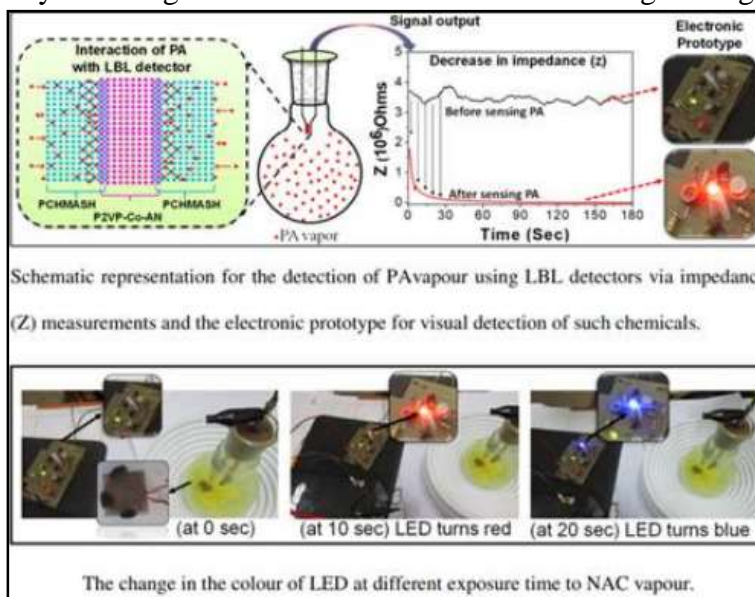 Signal output
Interaction of PA
with LBL detector
PCHMASH
PCHMASH
P2VP-Co-AN
•PA vapor
Z (10⁶)Ohms
5
4
3
2
1
0
Decrease in impedance (z)
Before sensing PA
After sensing PA
0 30 60 90 120 150 180
Time (Sec)
Electronic
Prototype
Schematic representation for the detection of PAvapour using LBL detectors via impedanc
(Z) measurements and the electronic prototype for visual detection of such chemicals.
(at 0 sec)
(at 10 sec) LED turns red
(at 20 sec) LED turns blue
The change in the colour of LED at different exposure time to NAC vapour.